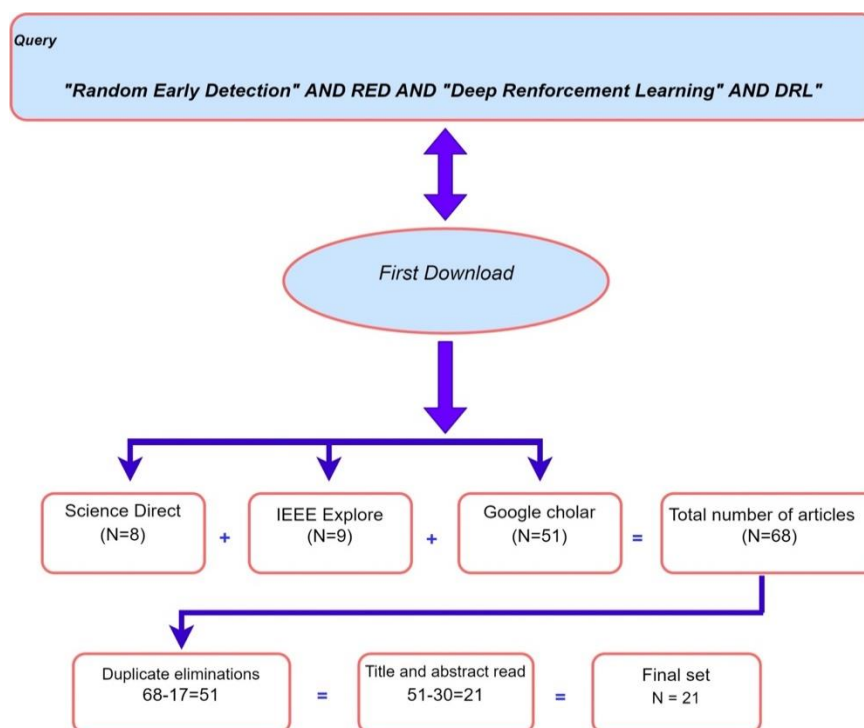 Query
"Random Early Detection" AND RED AND "Deep Renforcement Learning" AND DRL"
First Download
Science Direct
(N=8)
+
IEEE Explore
(N=9)
+
Google cholar
(N=51)
=
Total number of articles
(N=68)
Duplicate eliminations
68-17=51
=
Title and abstract read
51-30=21
=
Final set
N = 21